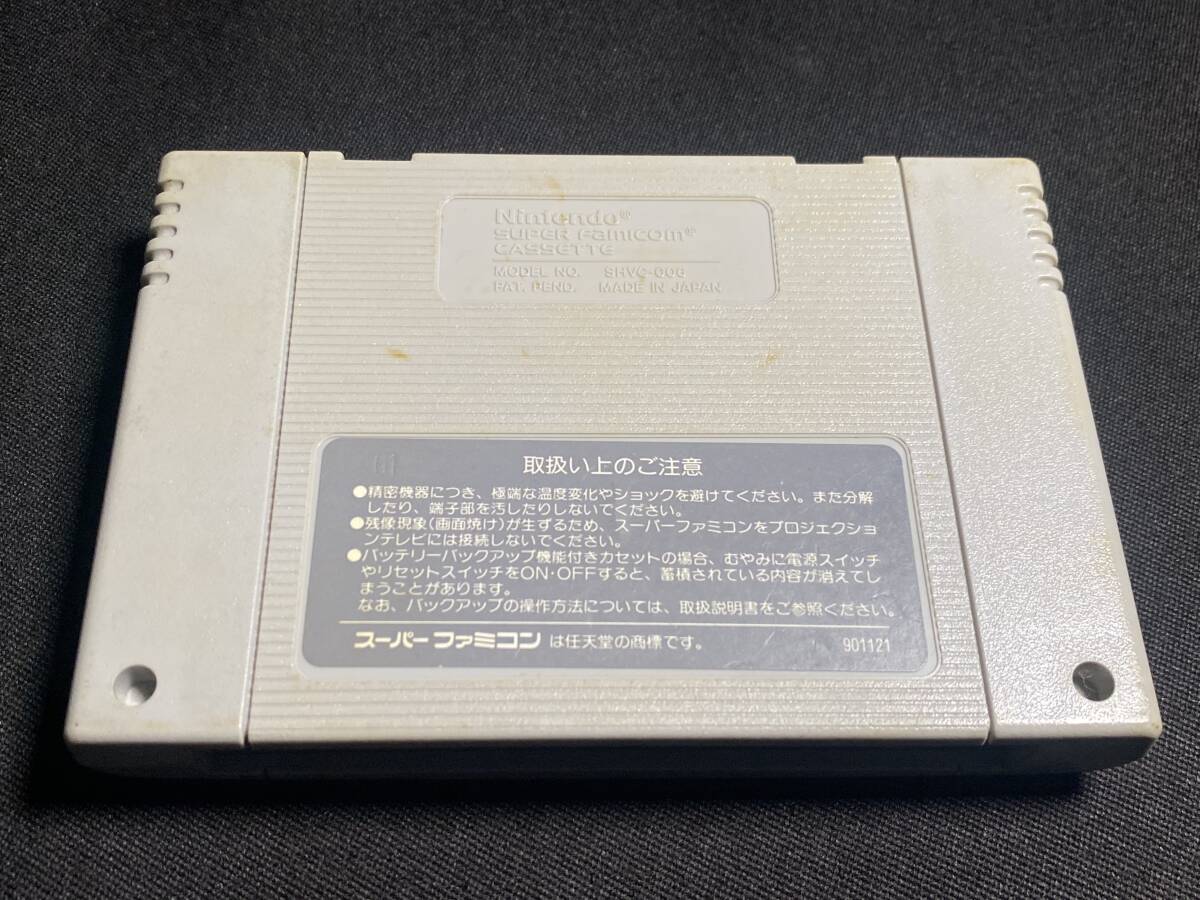 Nintendo®
SUPER Famicom®
CASSETTE
MODEL NO. SHVC-006
PAT. PEND. MADE IN JAPAN
取扱い上のご注意
●精密機器につき、極端な温度変化やショックを避けてください。また分解
したり、端子部を汚したりしないでください。
●残像現象(画面焼け)が生ずるため、スーパーファミコンをプロジェクショ
ンテレビには接続しないでください。
●バッテリーバックアップ機能付きカセットの場合、むやみに電源スイッチ
やリセットスイッチをON・OFFすると、蓄積されている内容が消えてし
まうことがあります。
なお、バックアップの操作方法については、取扱説明書をご参照ください。
スーパーファミコン は任天堂の商標です。 901121